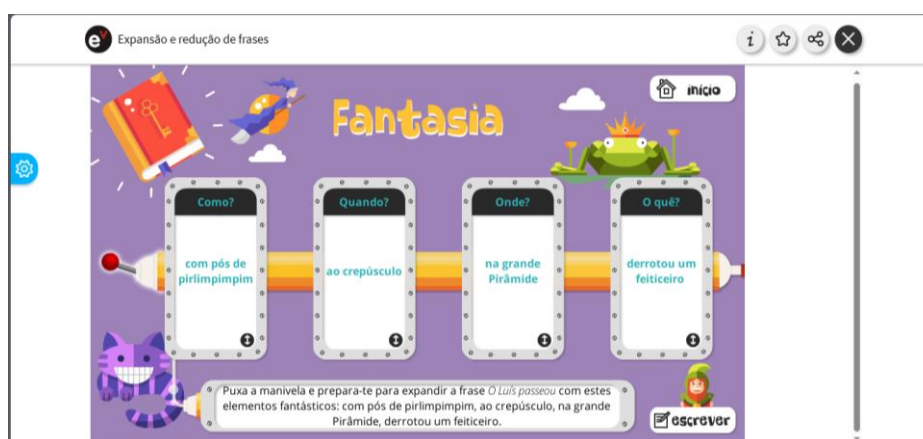 ev
Expansão e redução de frases
i
Fantasia
início
Como?
Quando?
Onde?
O quê?
com pós de
pirlimpimpim
ao crepúsculo
na grande
Pirâmide
derrotou um
feiticeiro
Puxa a manivela e prepara-te para expandir a frase O Luís passeou com estes
elementos fantásticos: com pós de pirlimpimpim, ao crepúsculo, na grande
Pirâmide, derrotou um feiticeiro.
escrever